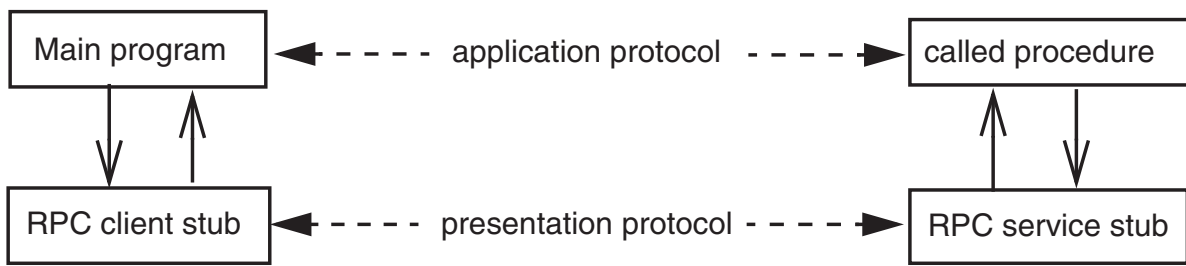 Main program
application protocol
called procedure
RPC client stub
presentation protocol
RPC service stub